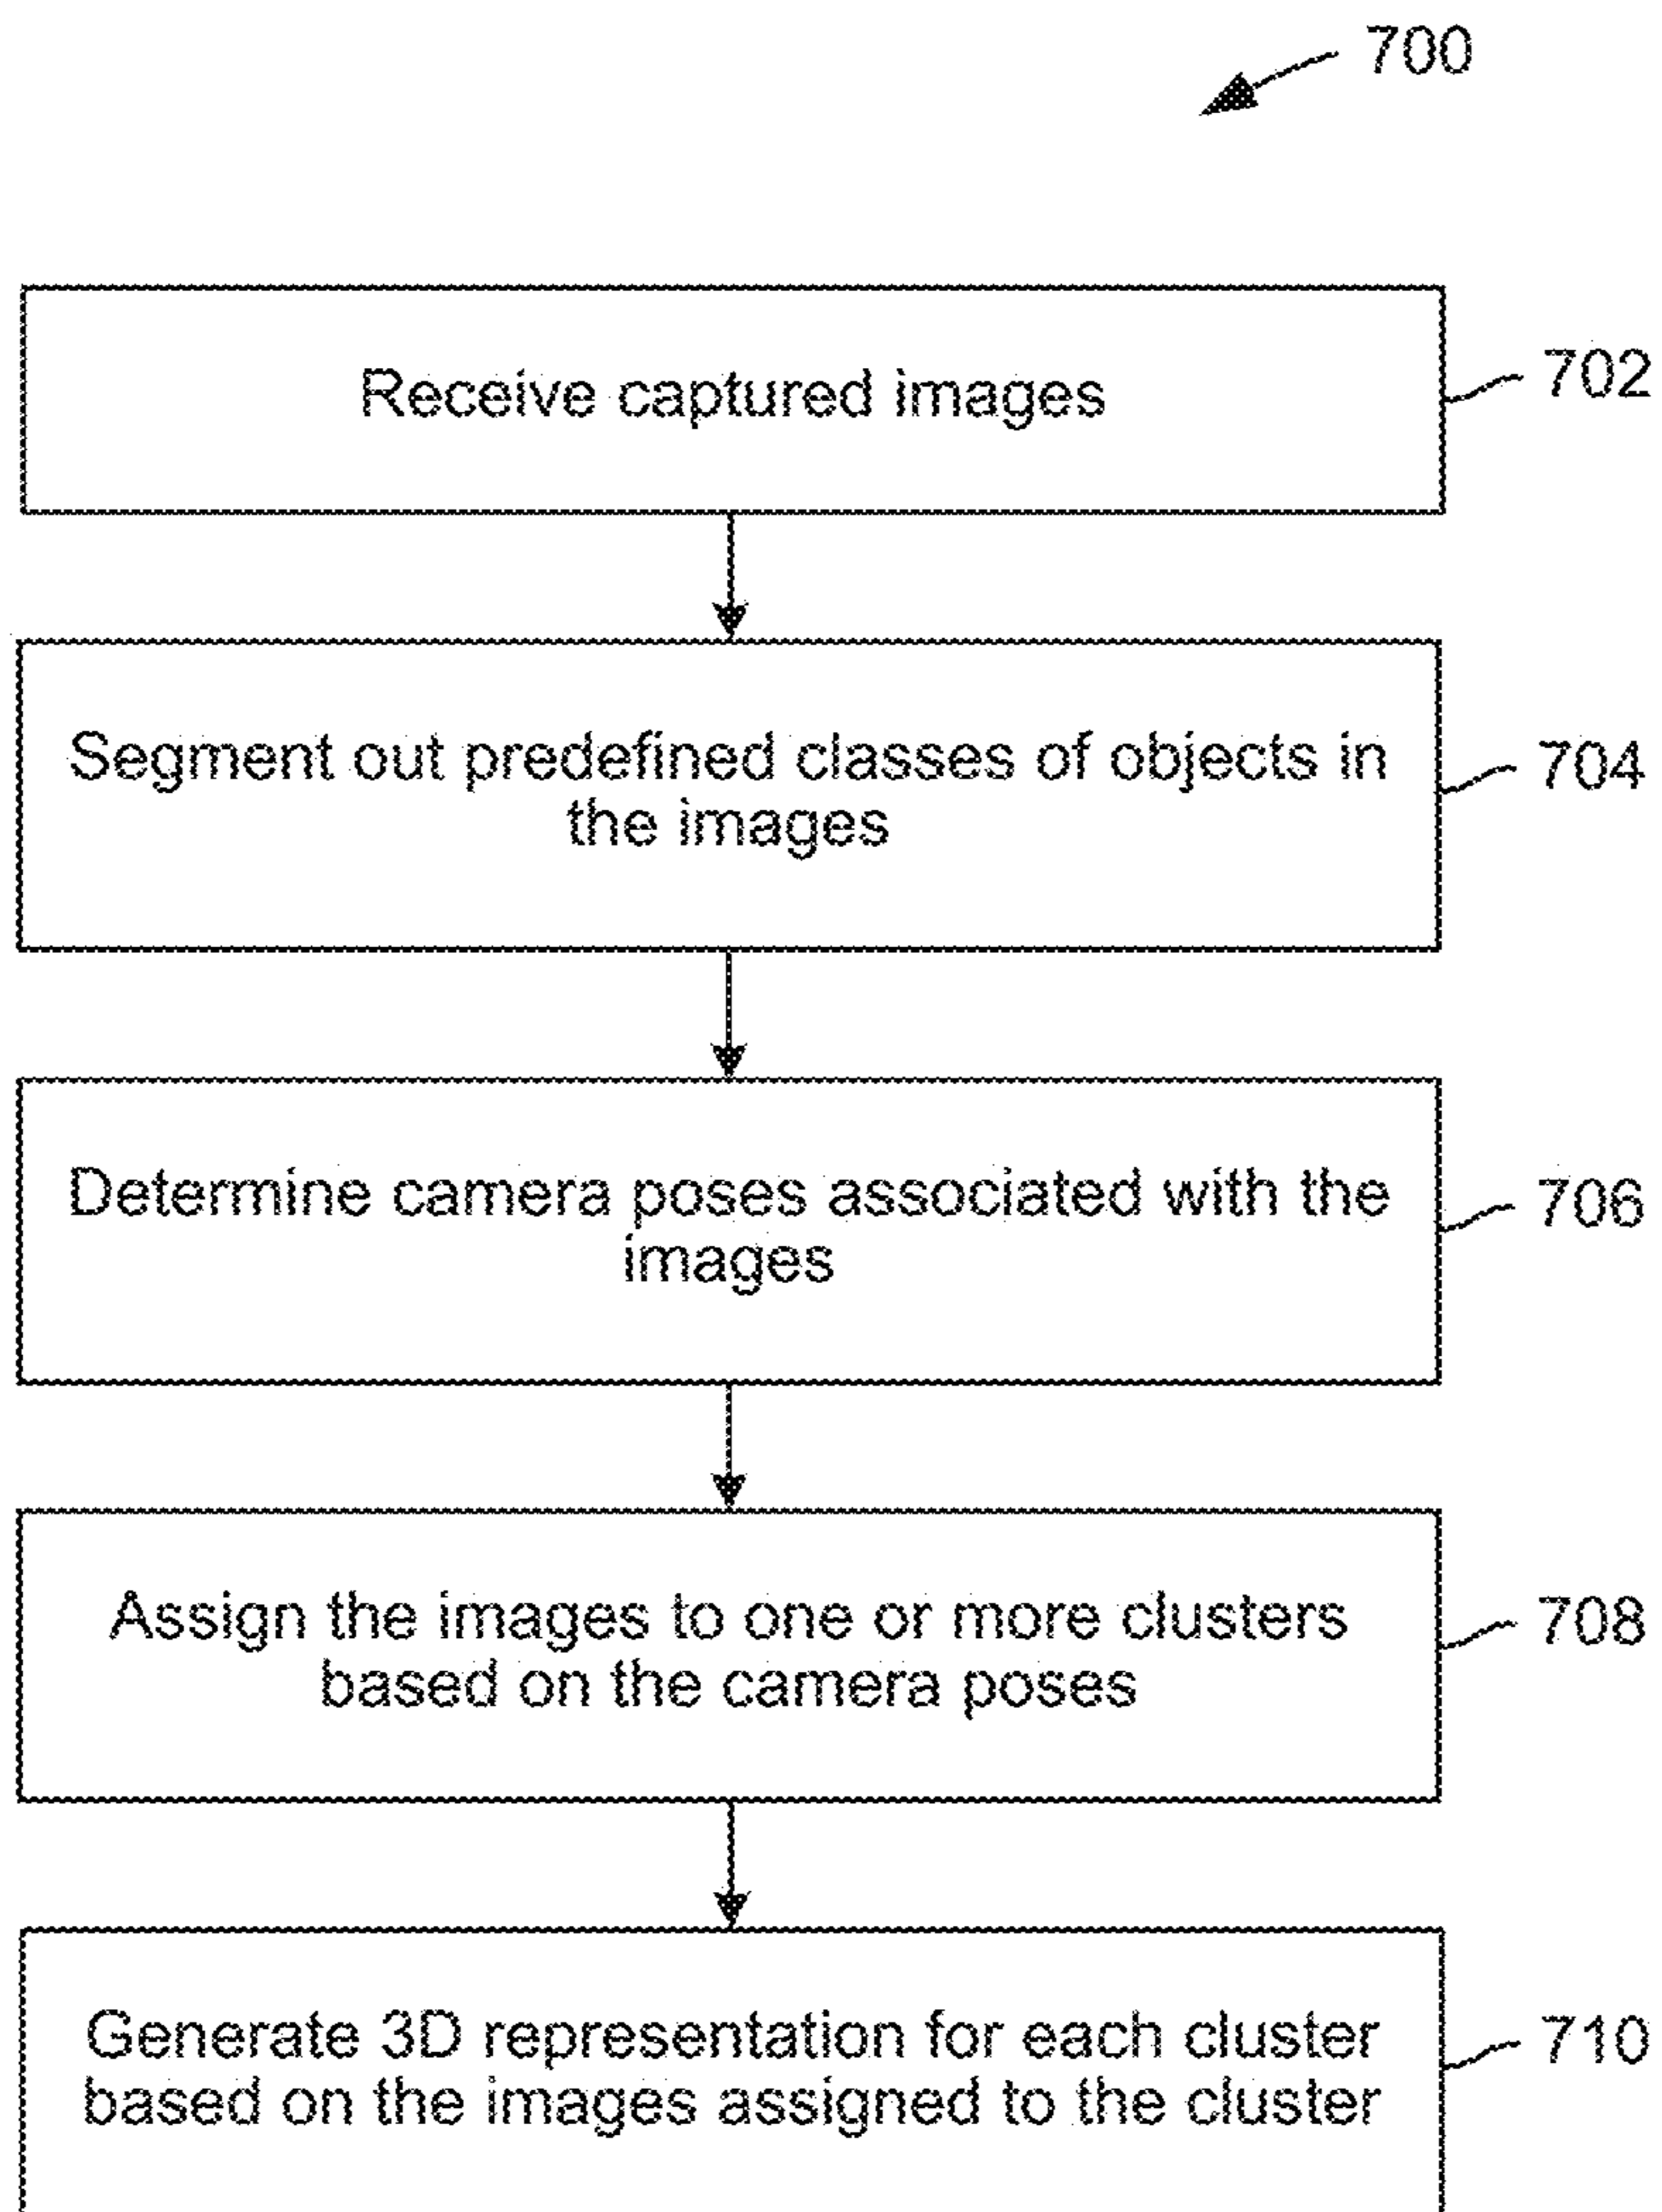 700
Receive captured images
702
Segment out predefined classes of objects in
the images
704
Determine camera poses associated with the
images
706
Assign the images to one or more clusters
based on the camera poses
708
Generate 3D representation for each cluster
based on the images assigned to the cluster
710